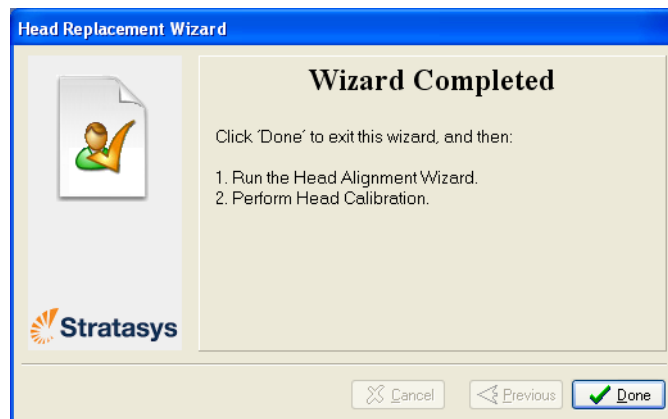 Head Replacement Wizard
Wizard Completed
Click ‘Done’ to exit this wizard, and then:
1. Run the Head Alignment Wizard.
2. Perform Head Calibration.
Stratasys
Cancel
Previous
Done